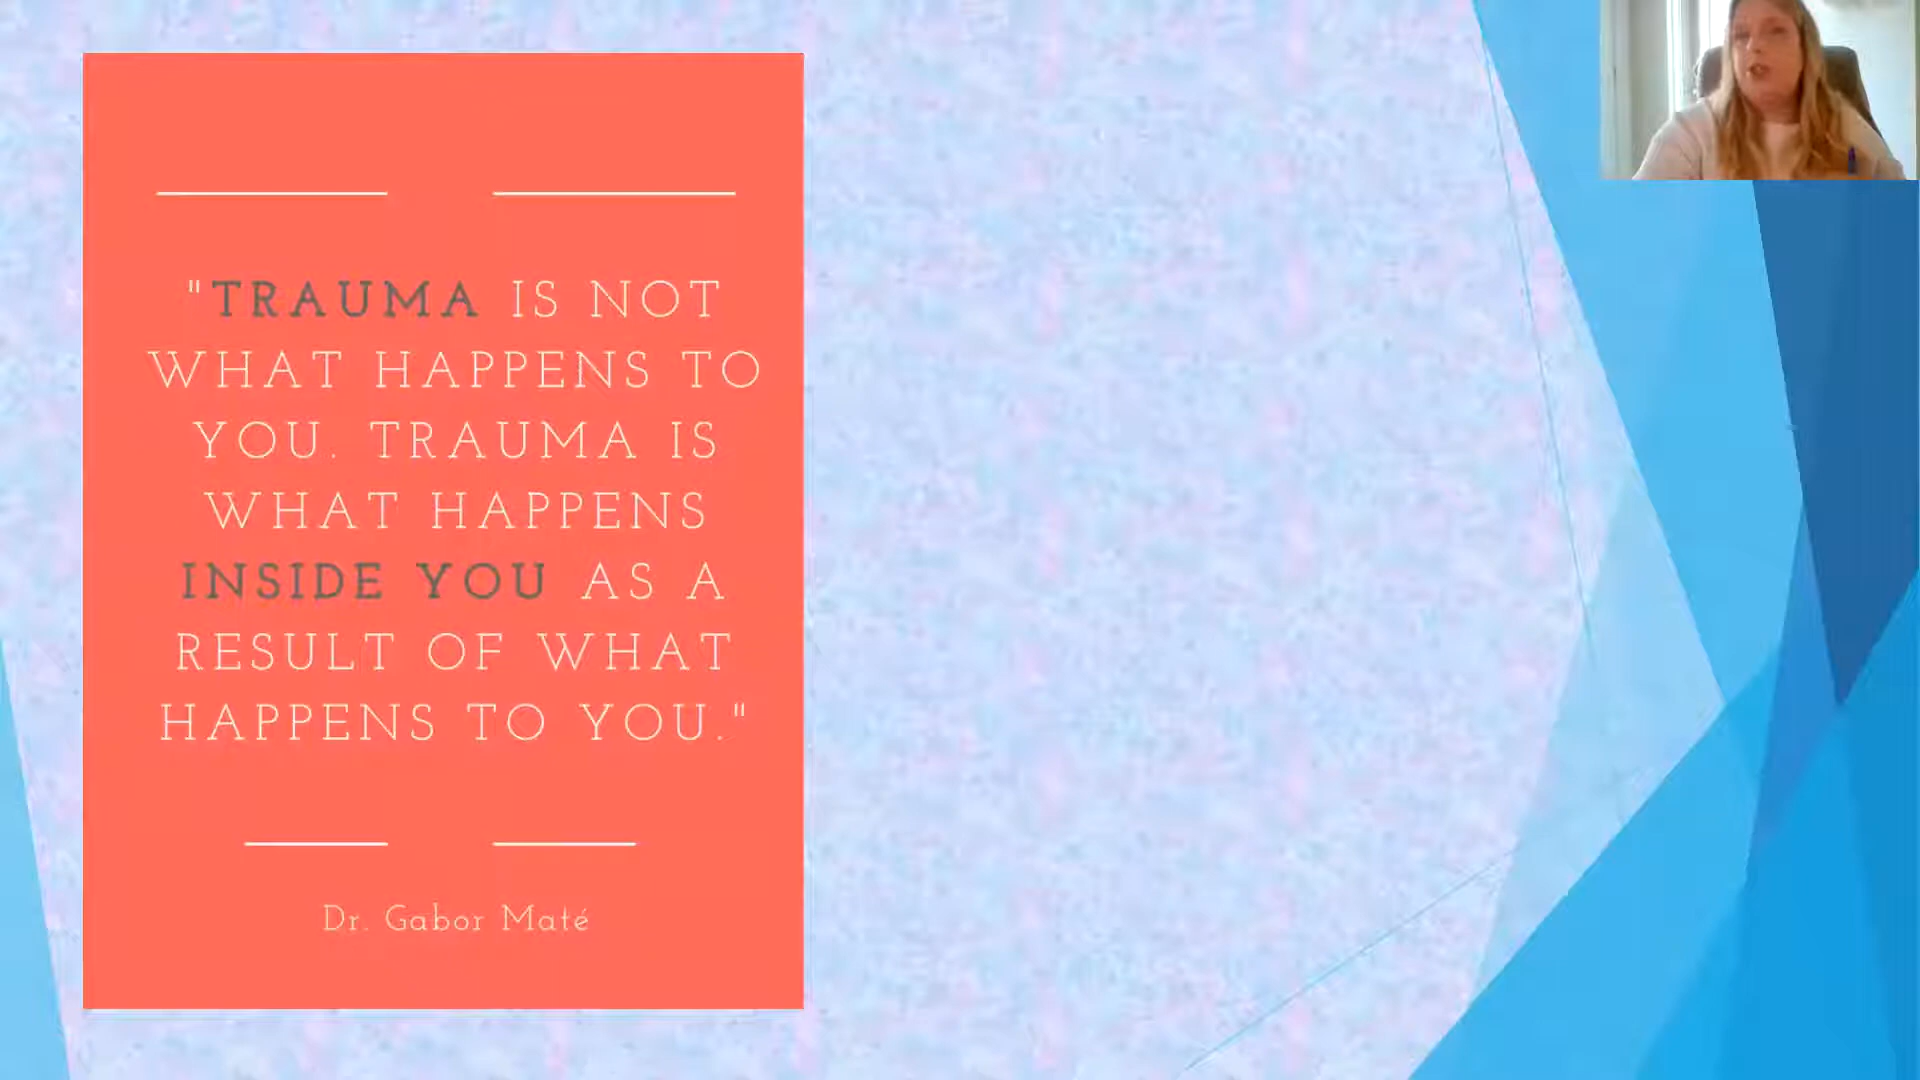 "TRAUMA IS NOT
WHAT HAPPENS TO
YOU. TRAUMA IS
WHAT HAPPENS
INSIDE YOU AS A
RESULT OF WHAT
HAPPENS TO YOU."
Dr. Gabor Maté